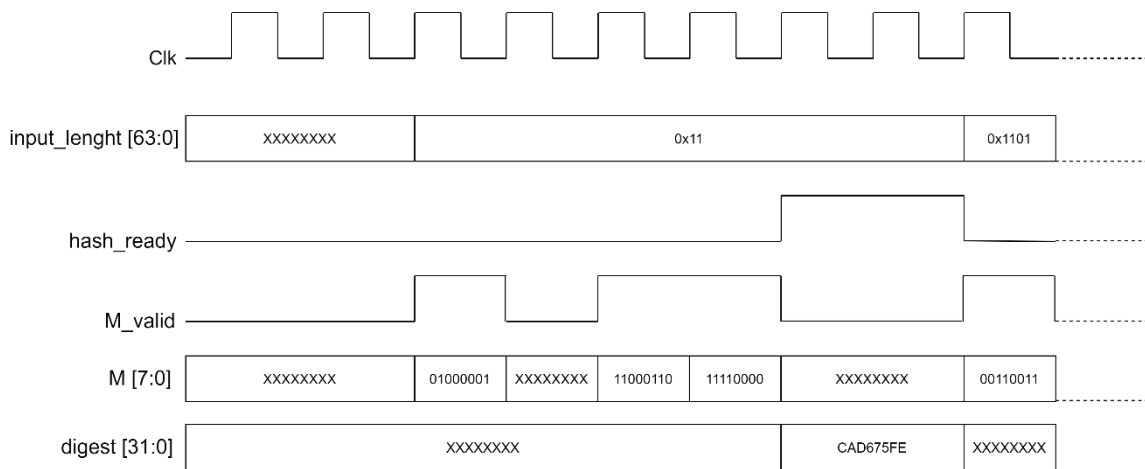 Clk
input_lenght [63:0] XXXXXXXX 0x11 0x1101
hash_ready
M_valid
M [7:0] XXXXXXXX 01000001 XXXXXXXX 11000110 11110000 XXXXXXXX 00110011
digest [31:0] XXXXXXXX CAD675FE XXXXXXXX